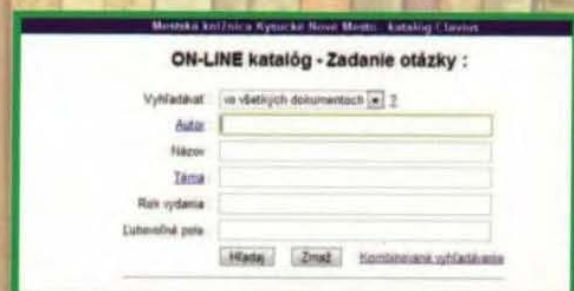 Mestská knižnica Kysucké Nové Mesto - katalóg Clavius
ON-LINE katalóg - Zadanie otázky :
Vyhľadávať vo všetkých dokumentoch ?
Autor
Názov
Téma
Rok vydania
Ľubovoľné pole
Hľadaj Zmaž Kombinované vyhľadávanie